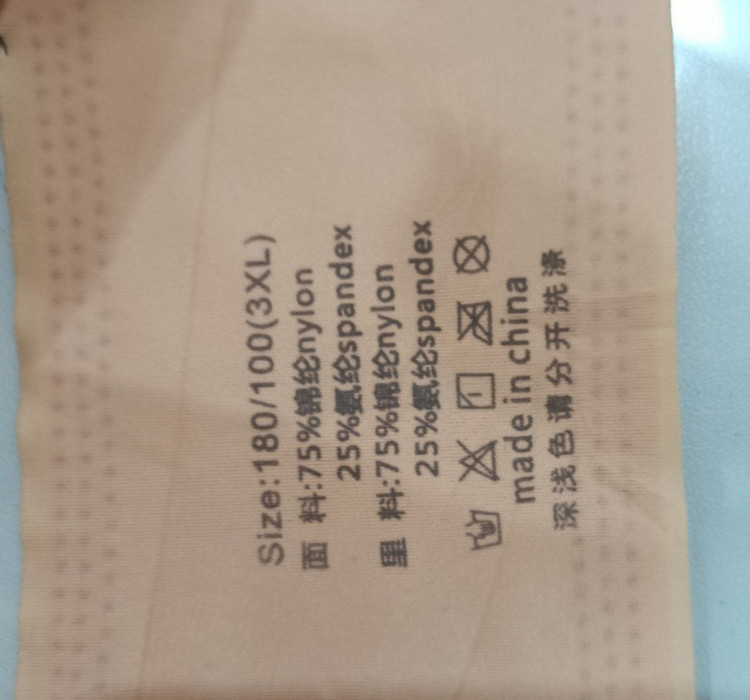 Size:180/100(3XL)
面 料:75%锦纶nylon
25%氨纶spandex
里 料:75%锦纶nylon
25%氨纶spandex
made in china
深浅色请分开洗涤